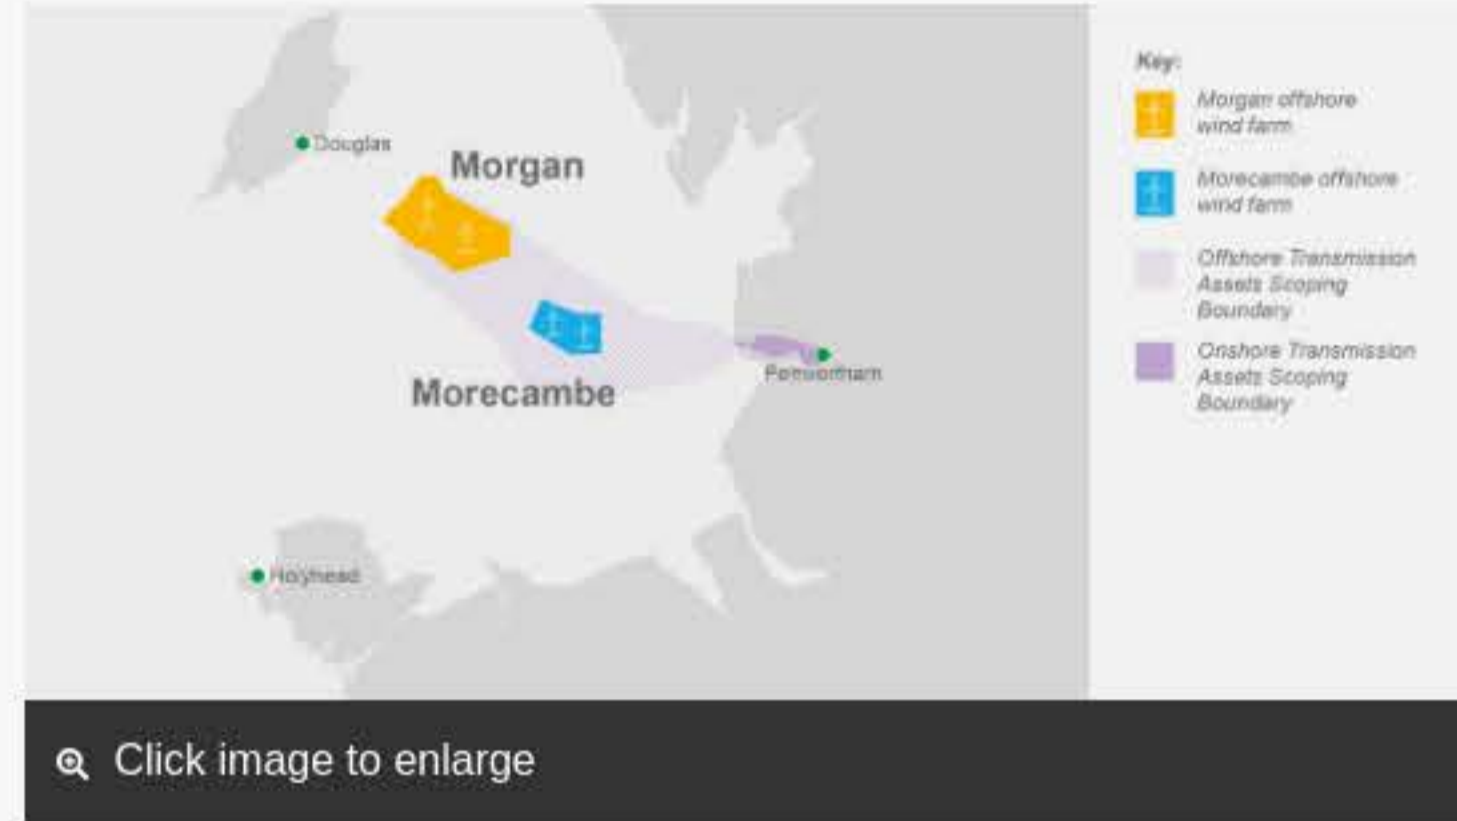 Key:
Morgan offshore
wind farm
Morecambe offshore
wind farm
Offshore Transmission
Assets Scoping
Boundary
Onshore Transmission
Assets Scoping
Boundary
Douglas
Morgan
Morecambe
Penwortham
Holyhead
Click image to enlarge